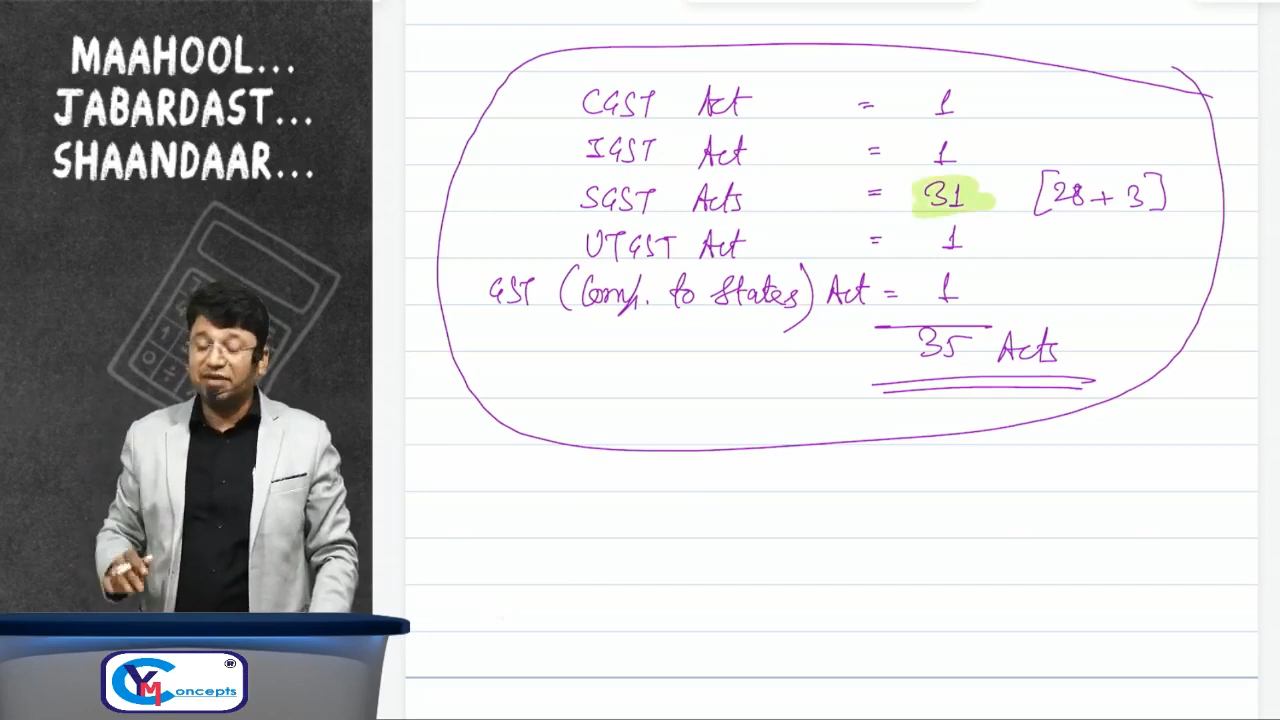 MAAHOOL...
JABARDAST...
SHAANDAAR...
CGST Act = 1
IGST Act = 1
SGST Acts = 31 [28 + 3]
UTGST Act = 1
GST (Comp. to States) Act = 1
35 Acts
YM Concepts ®